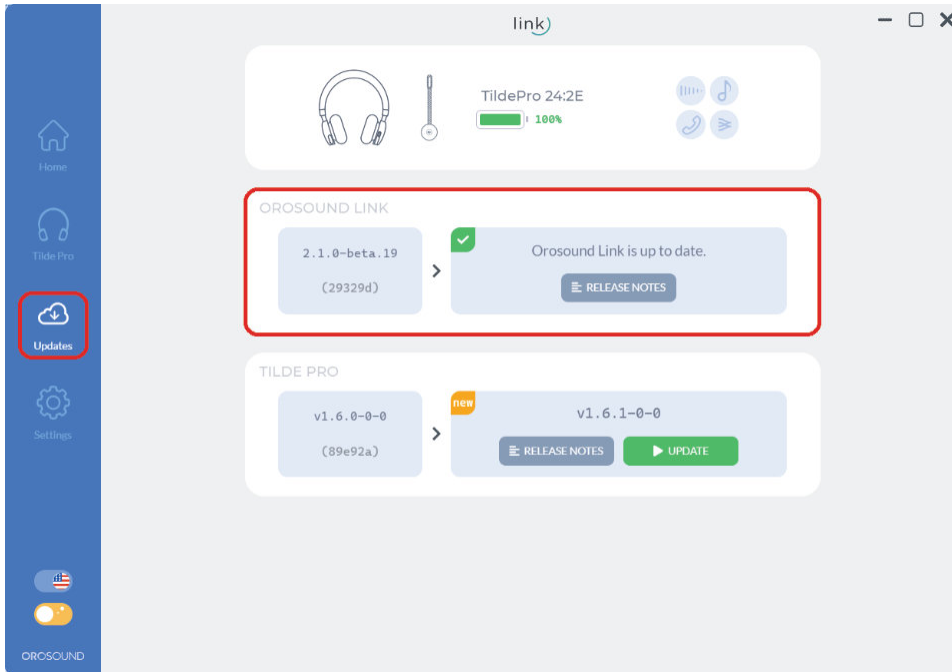 link
TildePro 24:2E
100%
Home
Tilde Pro
Updates
Settings
OROSOUND
OROSOUND LINK
2.1.0-beta.19
(29329d)
Orosound Link is up to date.
RELEASE NOTES
TILDE PRO
v1.6.0-0-0
(89e92a)
new
v1.6.1-0-0
RELEASE NOTES
UPDATE